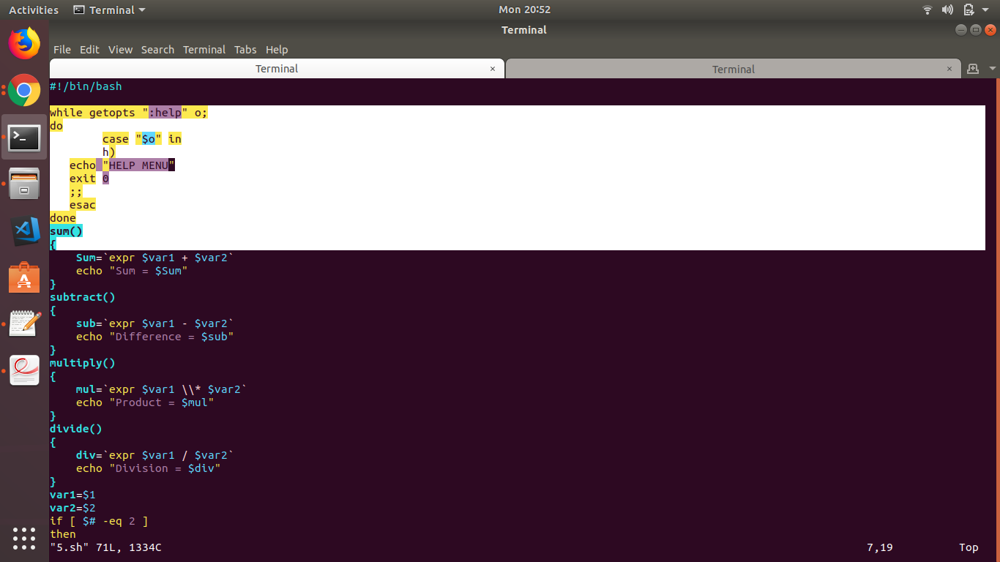 Activities Terminal Mon 20:52
Terminal
File Edit View Search Terminal Tabs Help
Terminal × Terminal ×
#!/bin/bash
while getopts ":help" o;
do
case "$o" in
h)
echo "HELP MENU"
exit 0
;;
esac
done
sum()
{
Sum=`expr $var1 + $var2`
echo "Sum = $Sum"
}
subtract()
{
sub=`expr $var1 - $var2`
echo "Difference = $sub"
}
multiply()
{
mul=`expr $var1 \\* $var2`
echo "Product = $mul"
}
divide()
{
div=`expr $var1 / $var2`
echo "Division = $div"
}
var1=$1
var2=$2
if [ $# -eq 2 ]
then
"5.sh" 71L, 1334C 7,19 Top